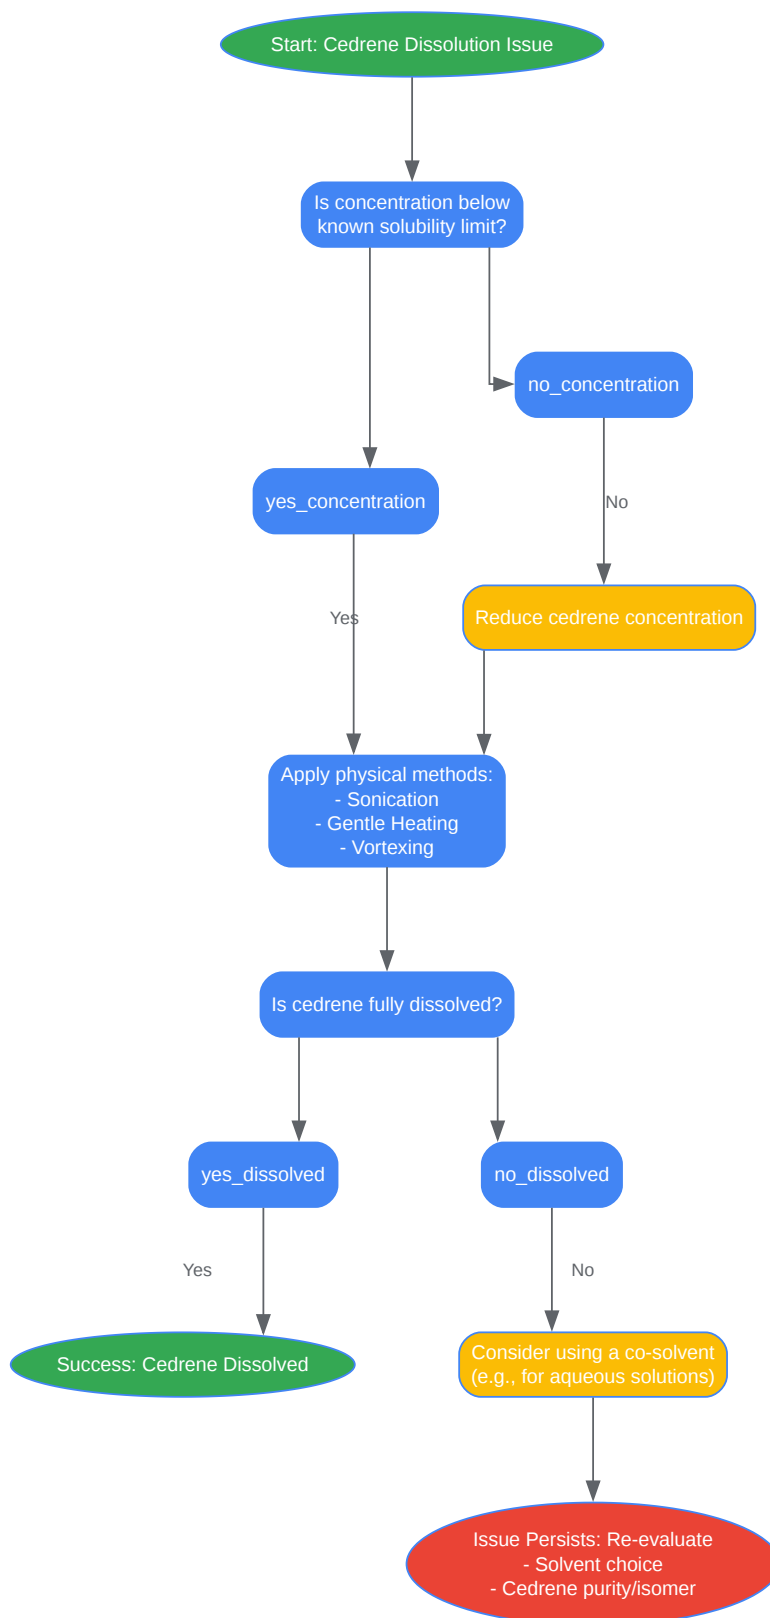 Start: Cedrene Dissolution Issue
Is concentration below
known solubility limit?
no_concentration
yes_concentration
No
Yes
Reduce cedrene concentration
Apply physical methods:
- Sonication
- Gentle Heating
- Vortexing
Is cedrene fully dissolved?
yes_dissolved
no_dissolved
Yes
No
Success: Cedrene Dissolved
Consider using a co-solvent
(e.g., for aqueous solutions)
Issue Persists: Re-evaluate
- Solvent choice
- Cedrene purity/isomer